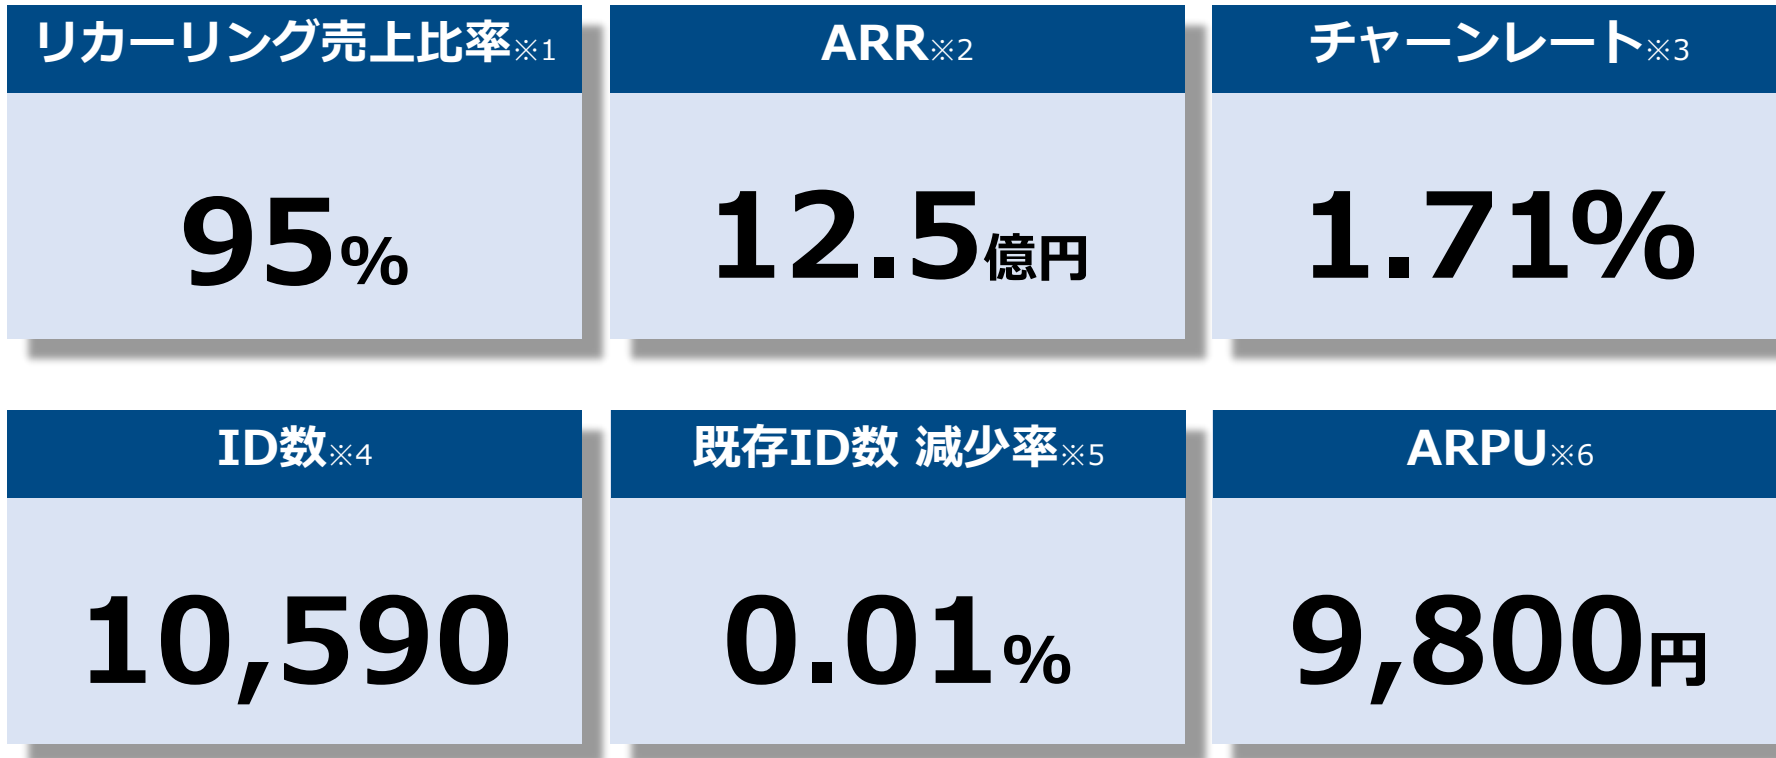 リカーリング売上比率※1
95%
ARR※2
12.5億円
チャーンレート※3
1.71%
ID数※4
10,590
既存ID数 減少率※5
0.01%
ARPU※6
9,800円